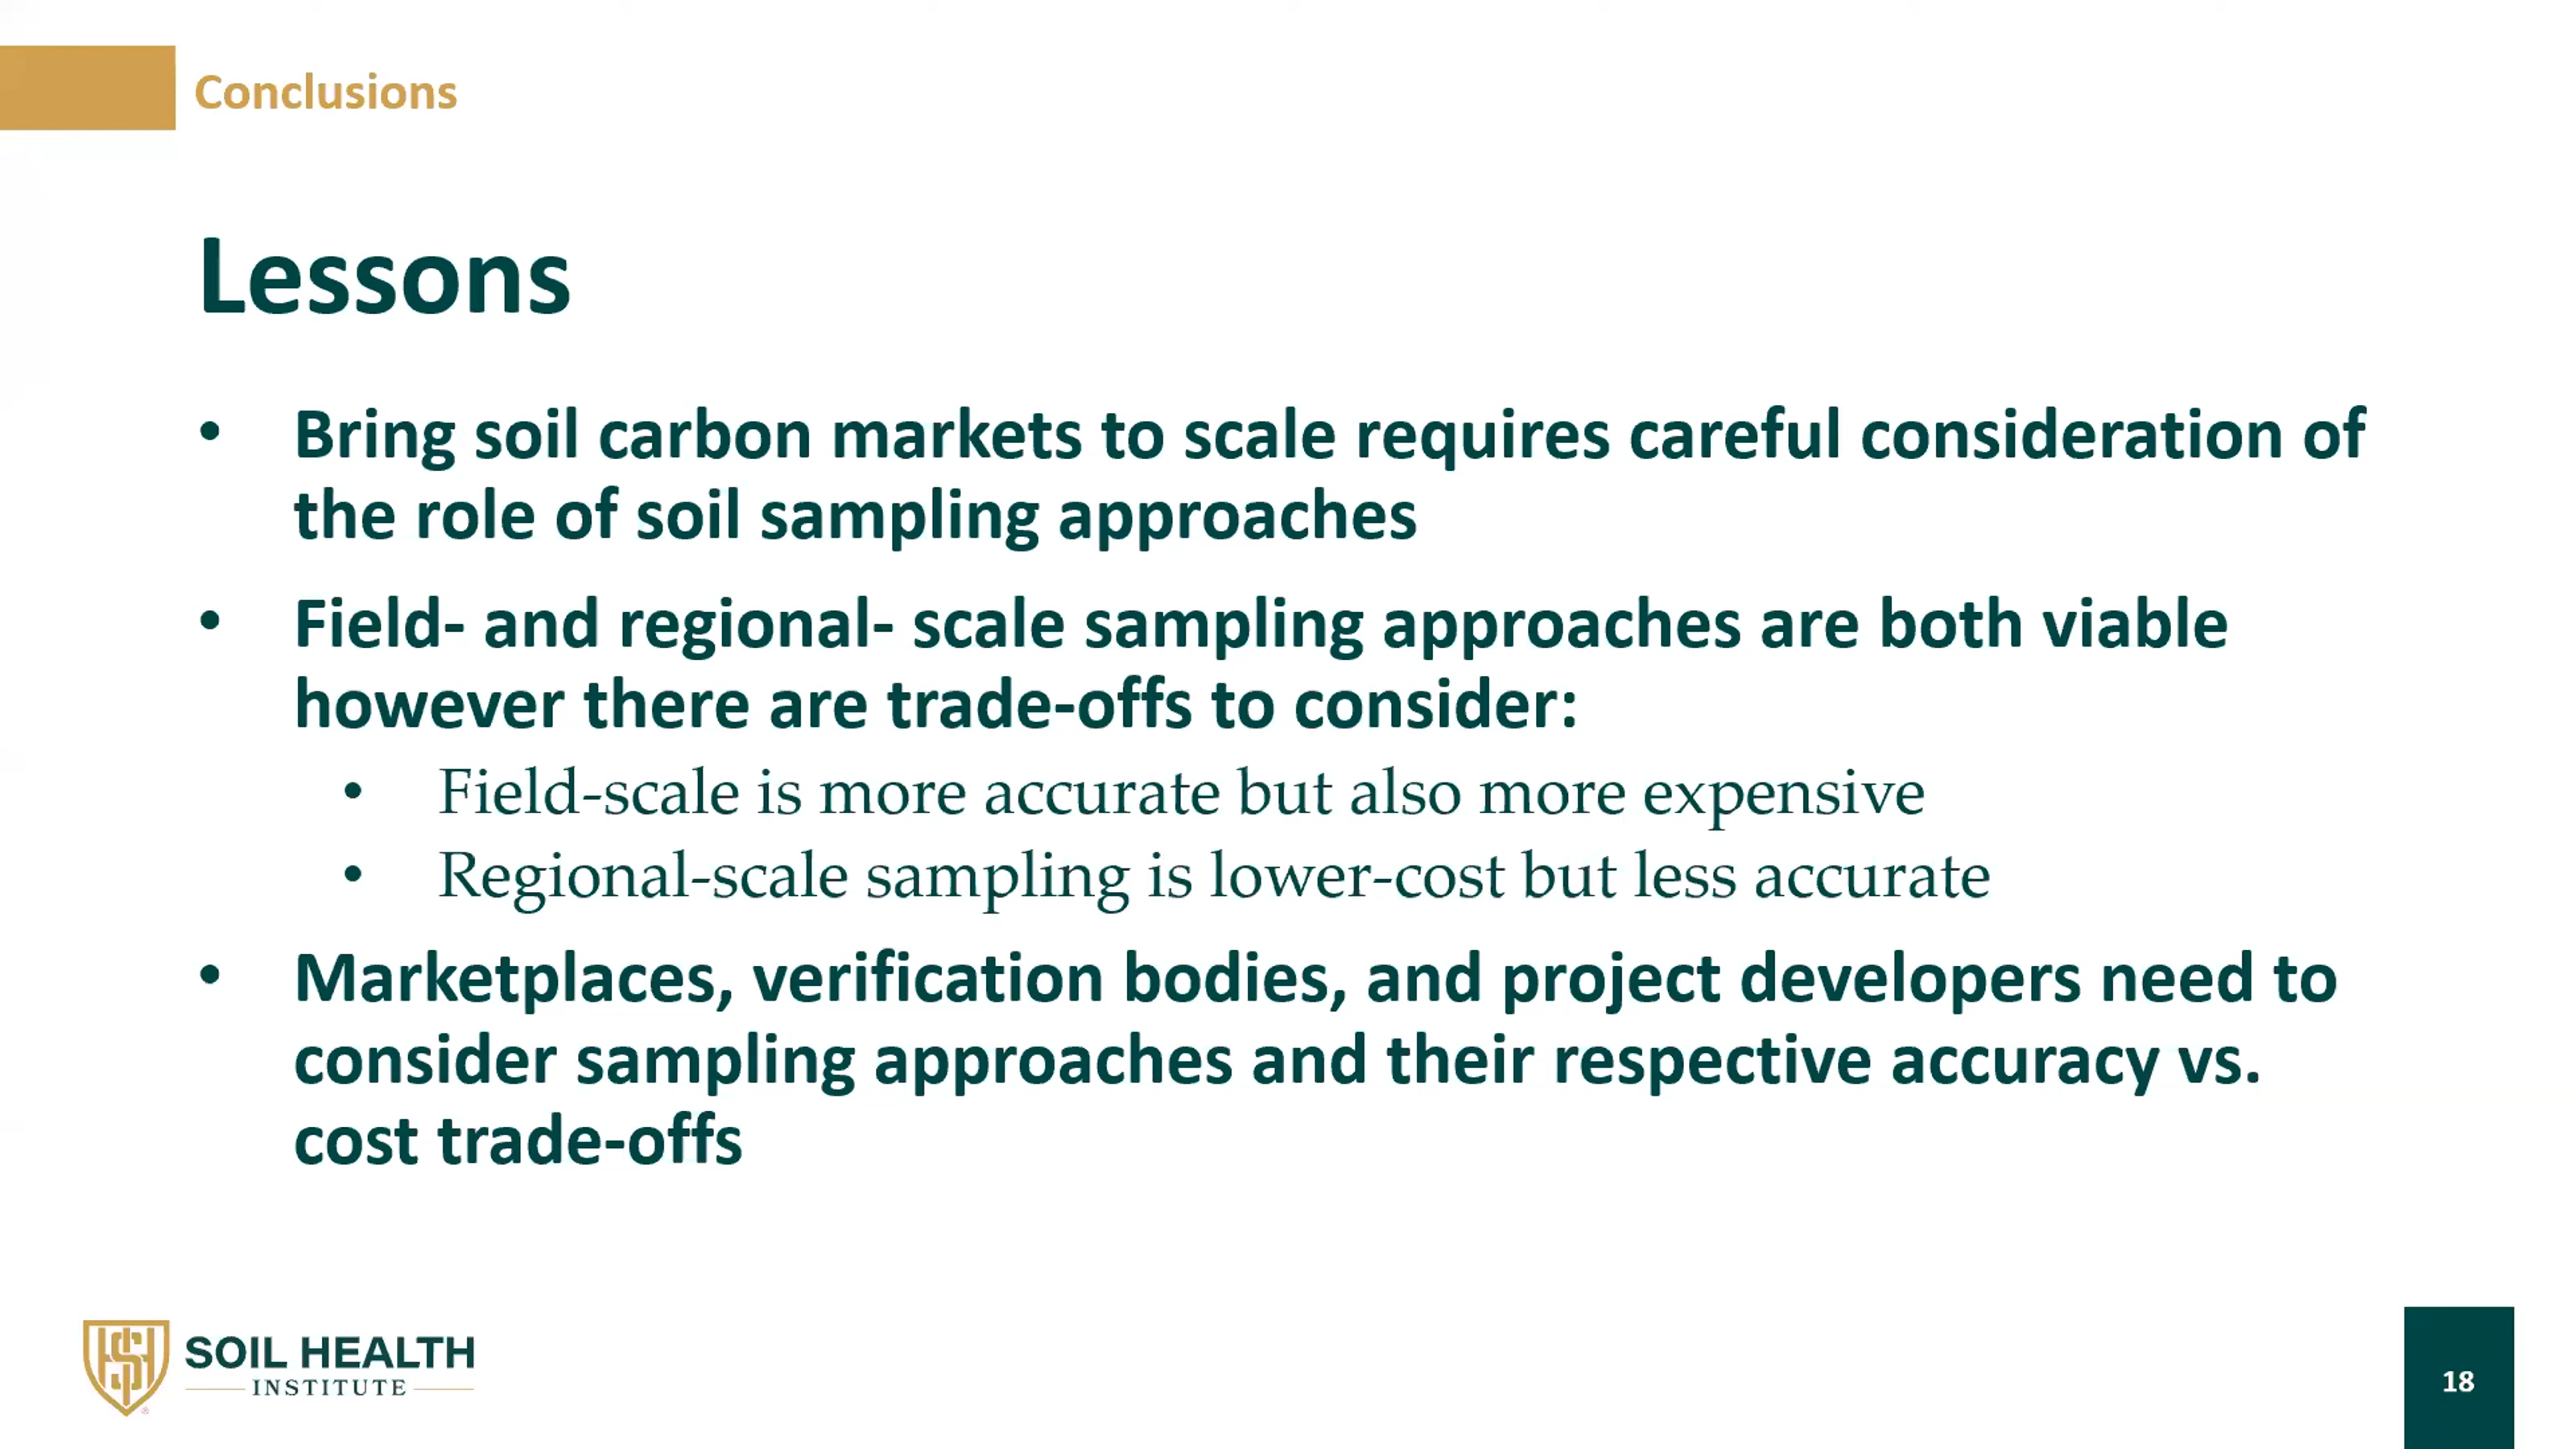 Conclusions
Lessons
• Bring soil carbon markets to scale requires careful consideration of
the role of soil sampling approaches
• Field- and regional- scale sampling approaches are both viable
however there are trade-offs to consider:
• Field-scale is more accurate but also more expensive
• Regional-scale sampling is lower-cost but less accurate
• Marketplaces, verification bodies, and project developers need to
consider sampling approaches and their respective accuracy vs.
cost trade-offs
SOIL HEALTH
INSTITUTE
18